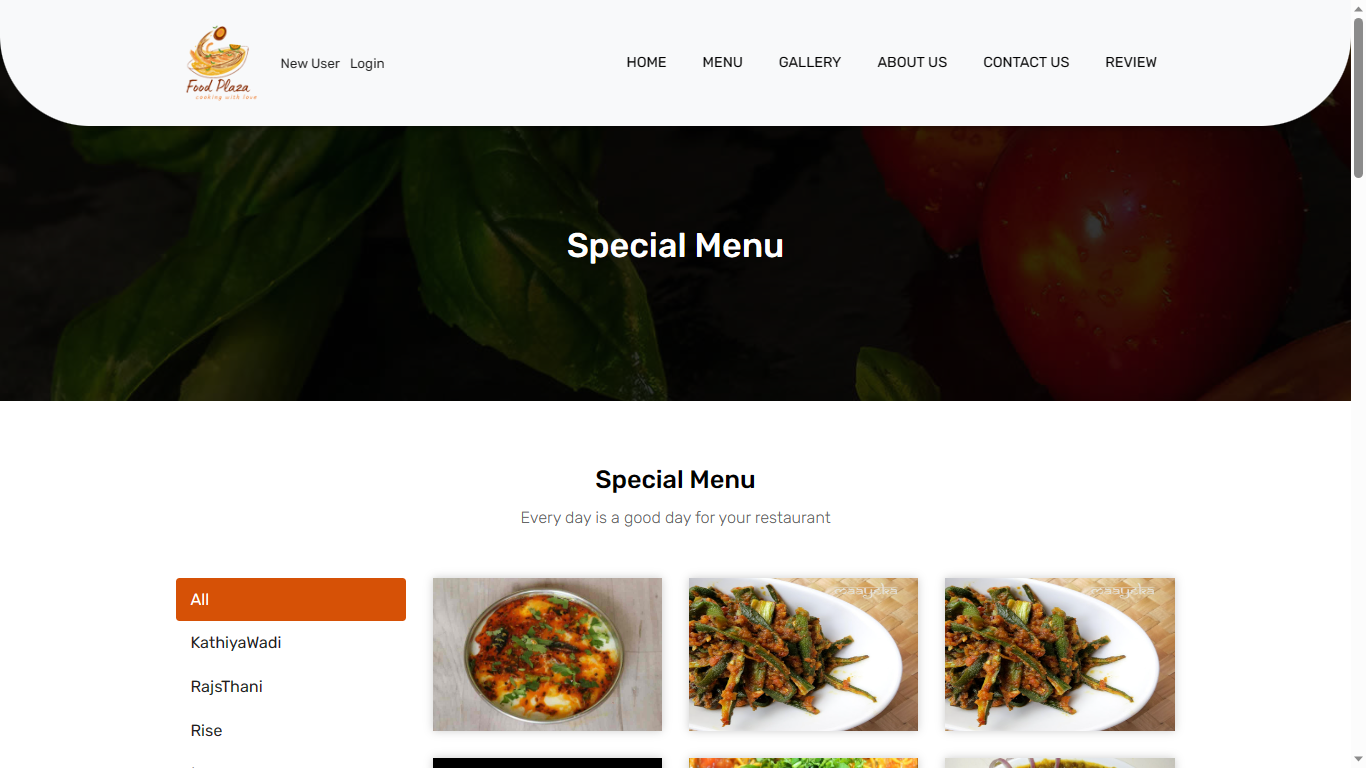 Food Plaza
cooking with love
New User Login
HOME MENU GALLERY ABOUT US CONTACT US REVIEW
Special Menu
Special Menu
Every day is a good day for your restaurant
All
KathiyaWadi
RajsThani
Rise